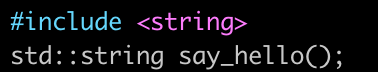 #include <string>
std::string say_hello();